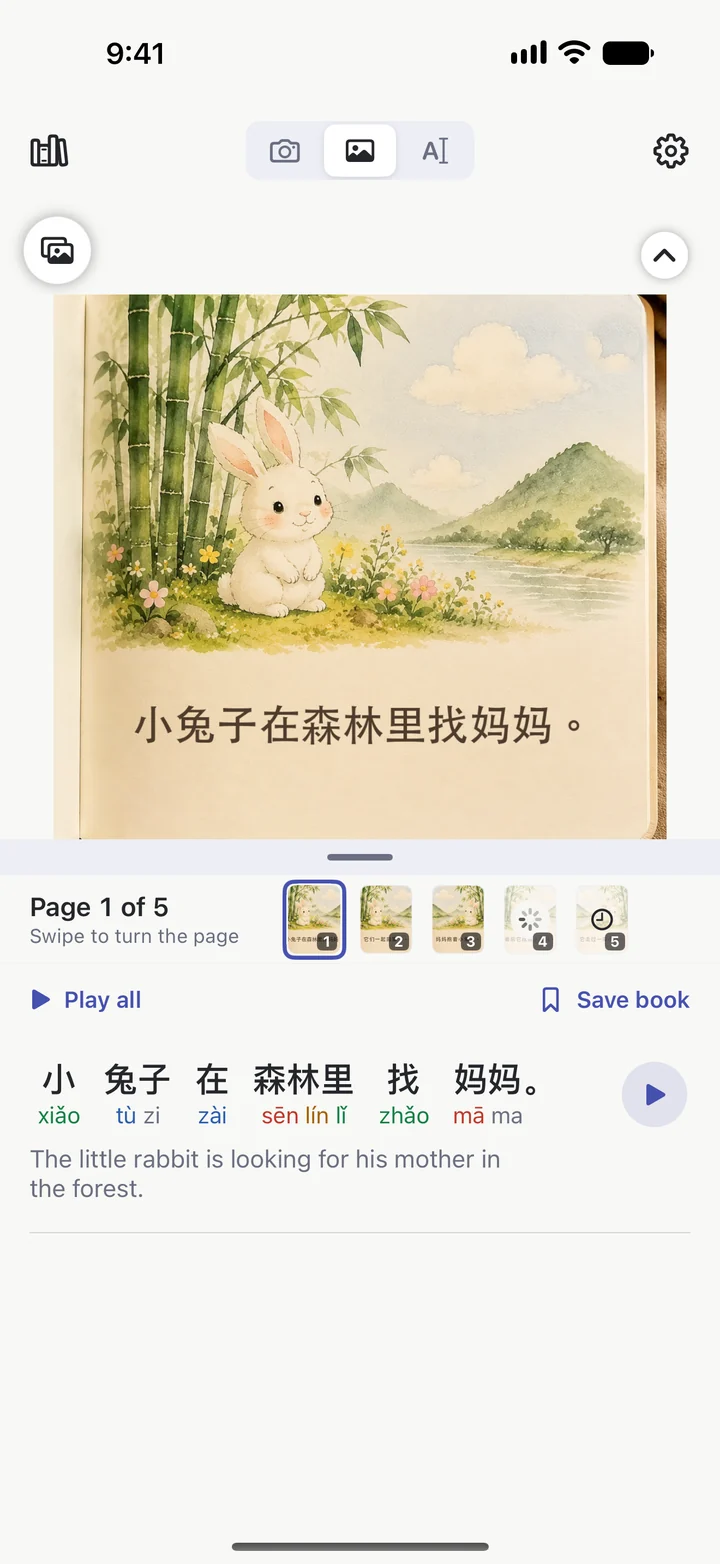 9:41
A
小兔子在森林里找妈妈。
Page 1 of 5
Swipe to turn the page
1
2
3
4
5
Play all
Save book
小 兔子 在 森林里 找 妈妈。
xiǎo tù zi zài sēn lín lǐ zhǎo mā ma
The little rabbit is looking for his mother in
the forest.